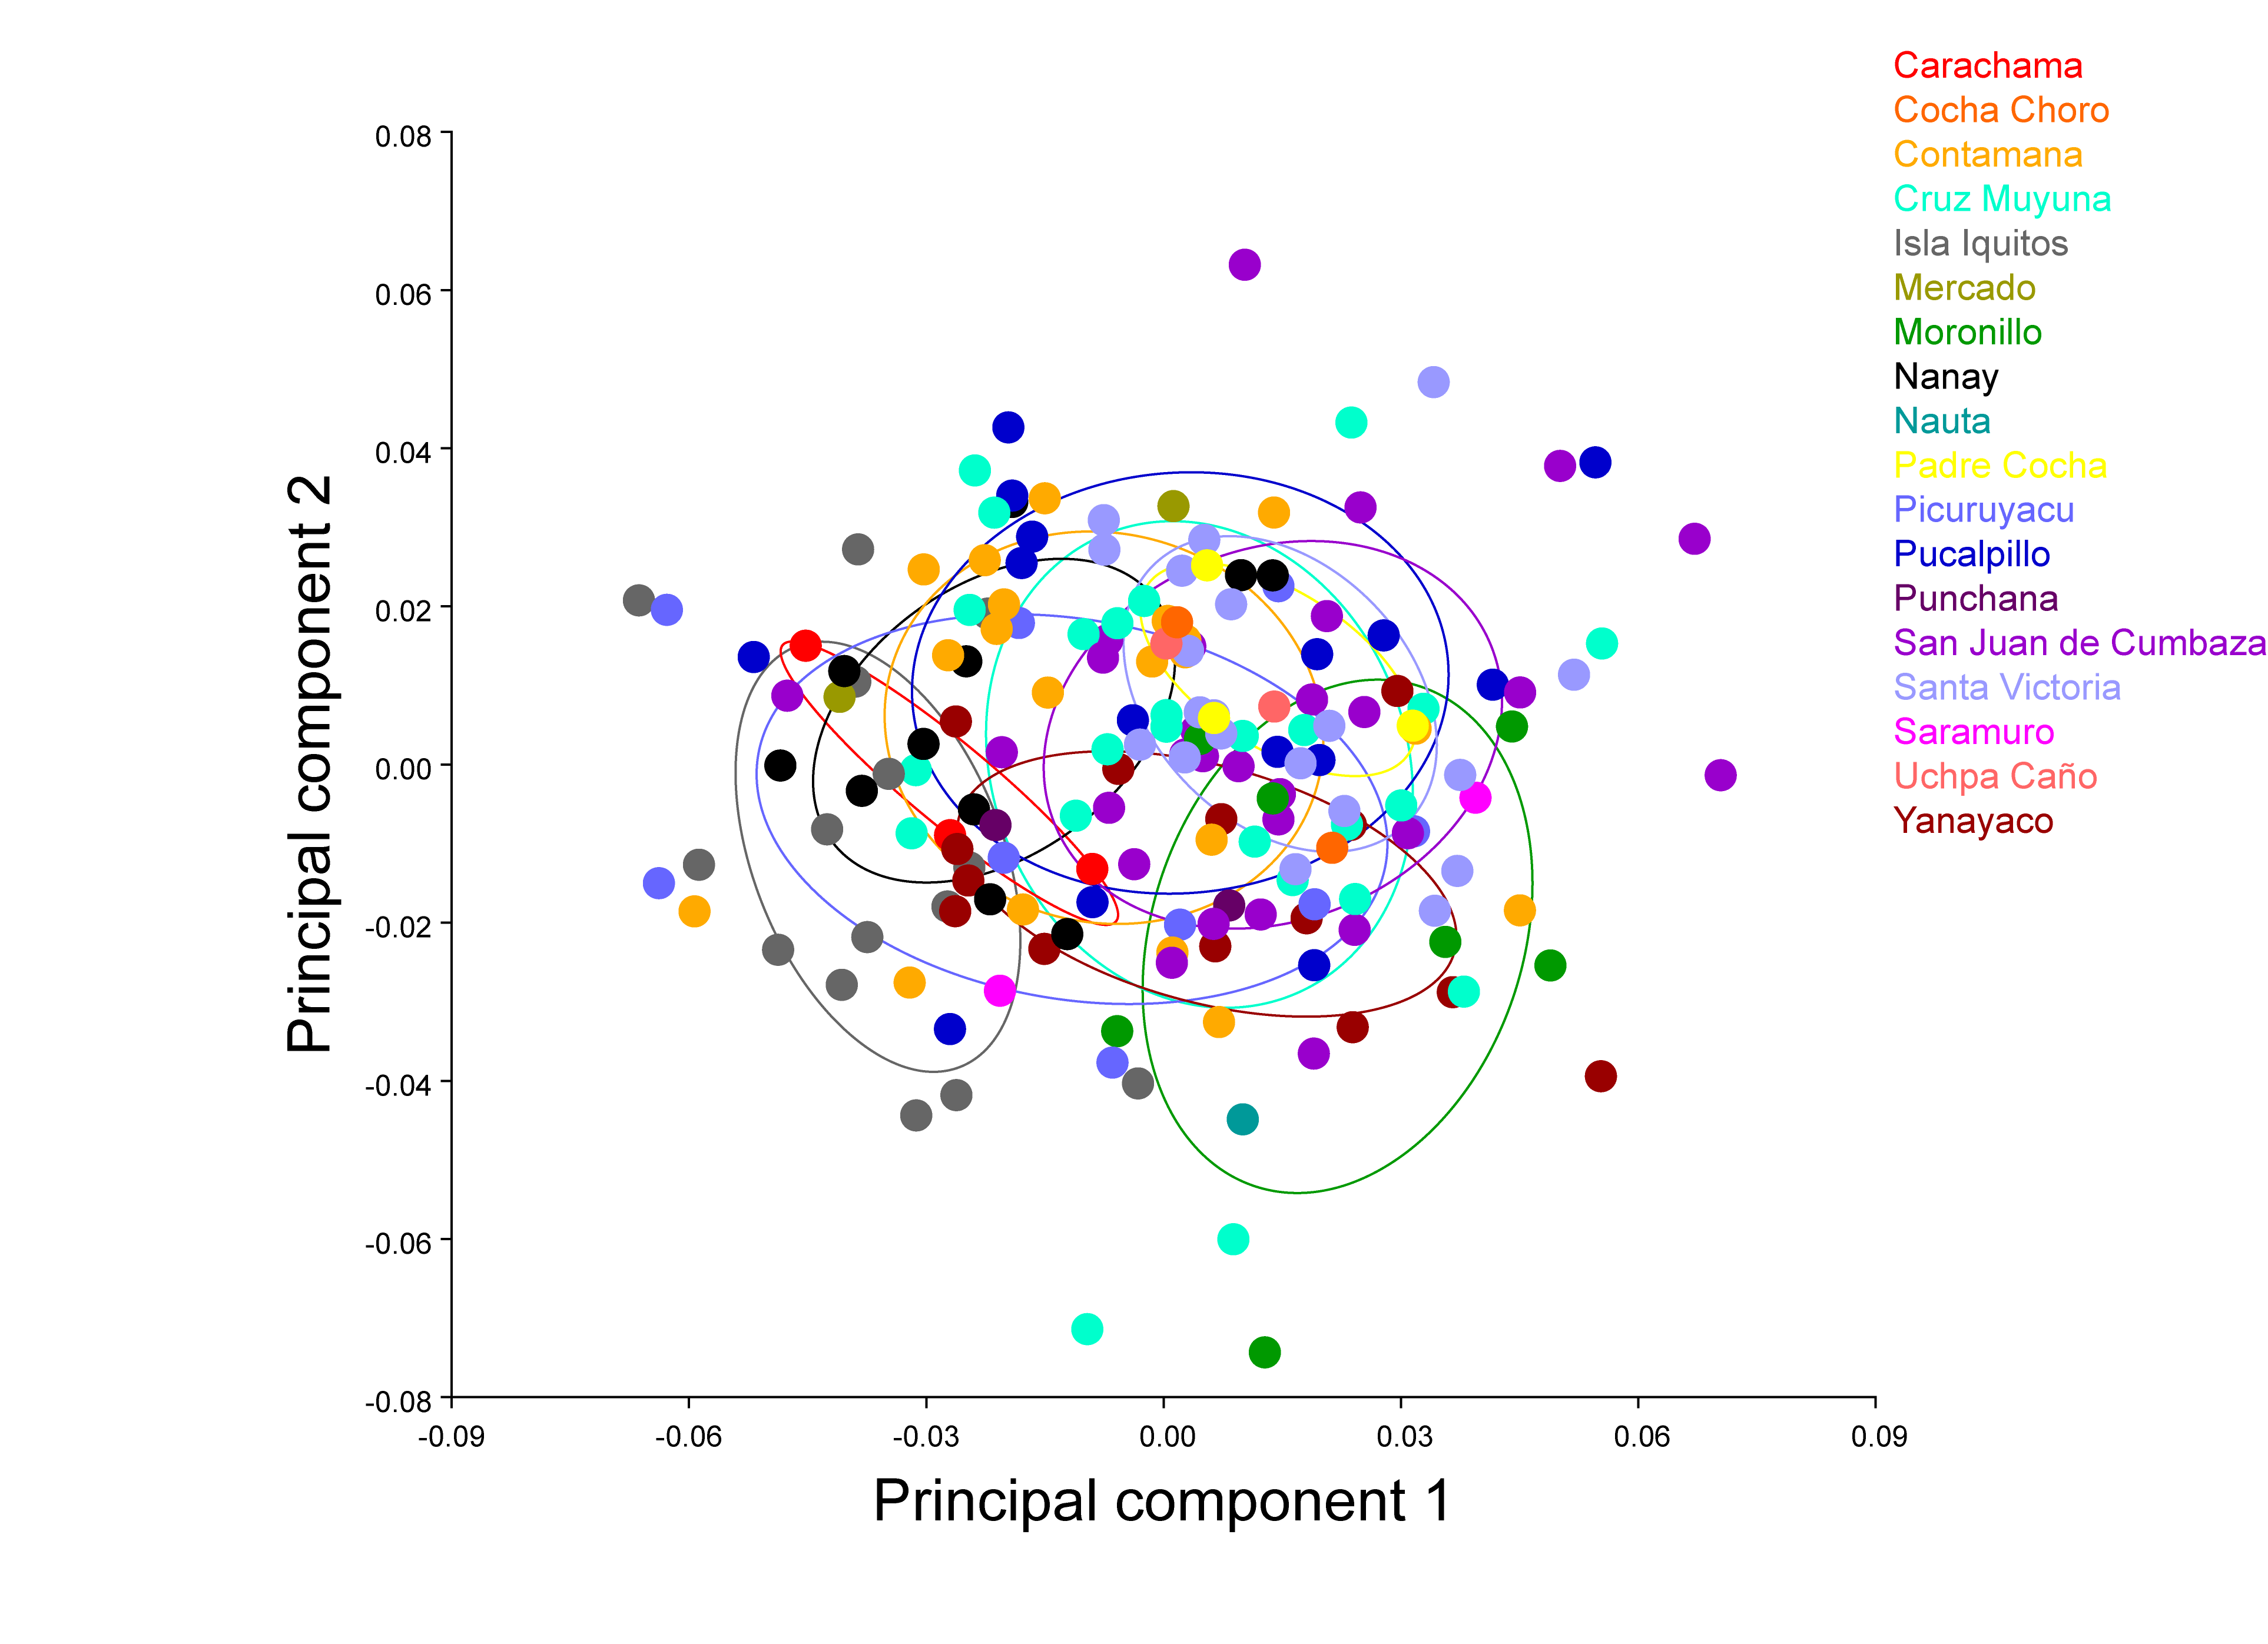 Carachama
Cocha Choro
Contamana
Cruz Muyuna
Isla Iquitos
Mercado
Moronillo
Nanay
Nauta
Padre Cocha
Picuruyacu
Pucalpillo
Punchana
San Juan de Cumbaza
Santa Victoria
Saramuro
Uchpa Caño
Yanayaco
Principal component 2
0.08
0.06
0.04
0.02
0.00
-0.02
-0.04
-0.06
-0.08
-0.09 -0.06 -0.03 0.00 0.03 0.06 0.09
Principal component 1